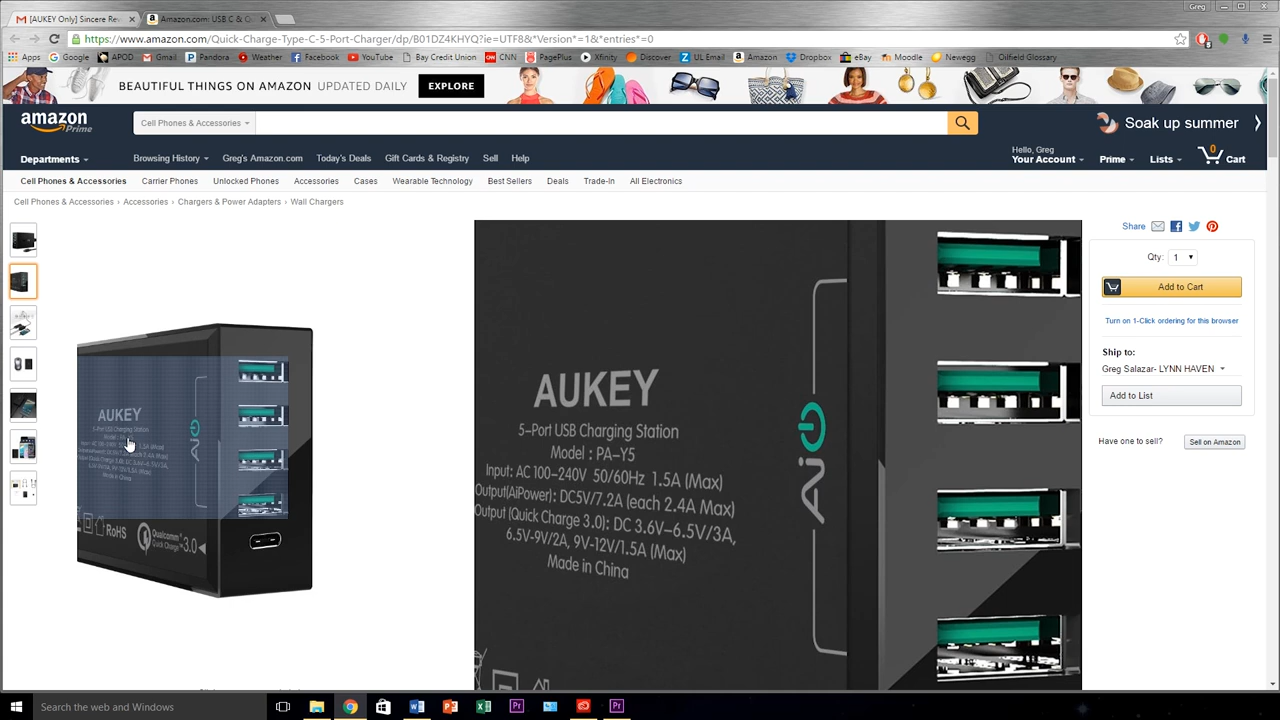 Greg
[AUKEY Only] Sincere Rev
Amazon.com: USB C & Qu
https://www.amazon.com/Quick-Charge-Type-C-5-Port-Charger/dp/B01DZ4KHYQ?ie=UTF8&*Version*=1&*entries*=0
Apps Google APOD Gmail Pandora Weather Facebook YouTube Bay Credit Union CNN PagePlus Xfinity Discover UL Email Amazon Dropbox eBay Moodle Newegg Oilfield Glossary
BEAUTIFUL THINGS ON AMAZON UPDATED DAILY EXPLORE
amazon Prime
Cell Phones & Accessories
Soak up summer
Departments
Browsing History Greg's Amazon.com Today's Deals Gift Cards & Registry Sell Help
Hello, Greg
Your Account Prime Lists 0 Cart
Cell Phones & Accessories Carrier Phones Unlocked Phones Accessories Cases Wearable Technology Best Sellers Deals Trade-In All Electronics
Cell Phones & Accessories › Accessories › Chargers & Power Adapters › Wall Chargers
Share
Qty: 1
Add to Cart
Turn on 1-Click ordering for this browser
Ship to:
Greg Salazar- LYNN HAVEN
Add to List
Have one to sell? Sell on Amazon
AUKEY
5-Port USB Charging Station
RoHS
Qualcomm
Quick Charge 3.0
AUKEY
5-Port USB Charging Station
Model : PA-Y5
Input: AC 100-240V 50/60Hz 1.5A (Max)
Output(AiPower): DC5V/7.2A (each 2.4A Max)
Output (Quick Charge 3.0): DC 3.6V-6.5V/3A,
6.5V-9V/2A, 9V-12V/1.5A (Max)
Made in China
Search the web and Windows